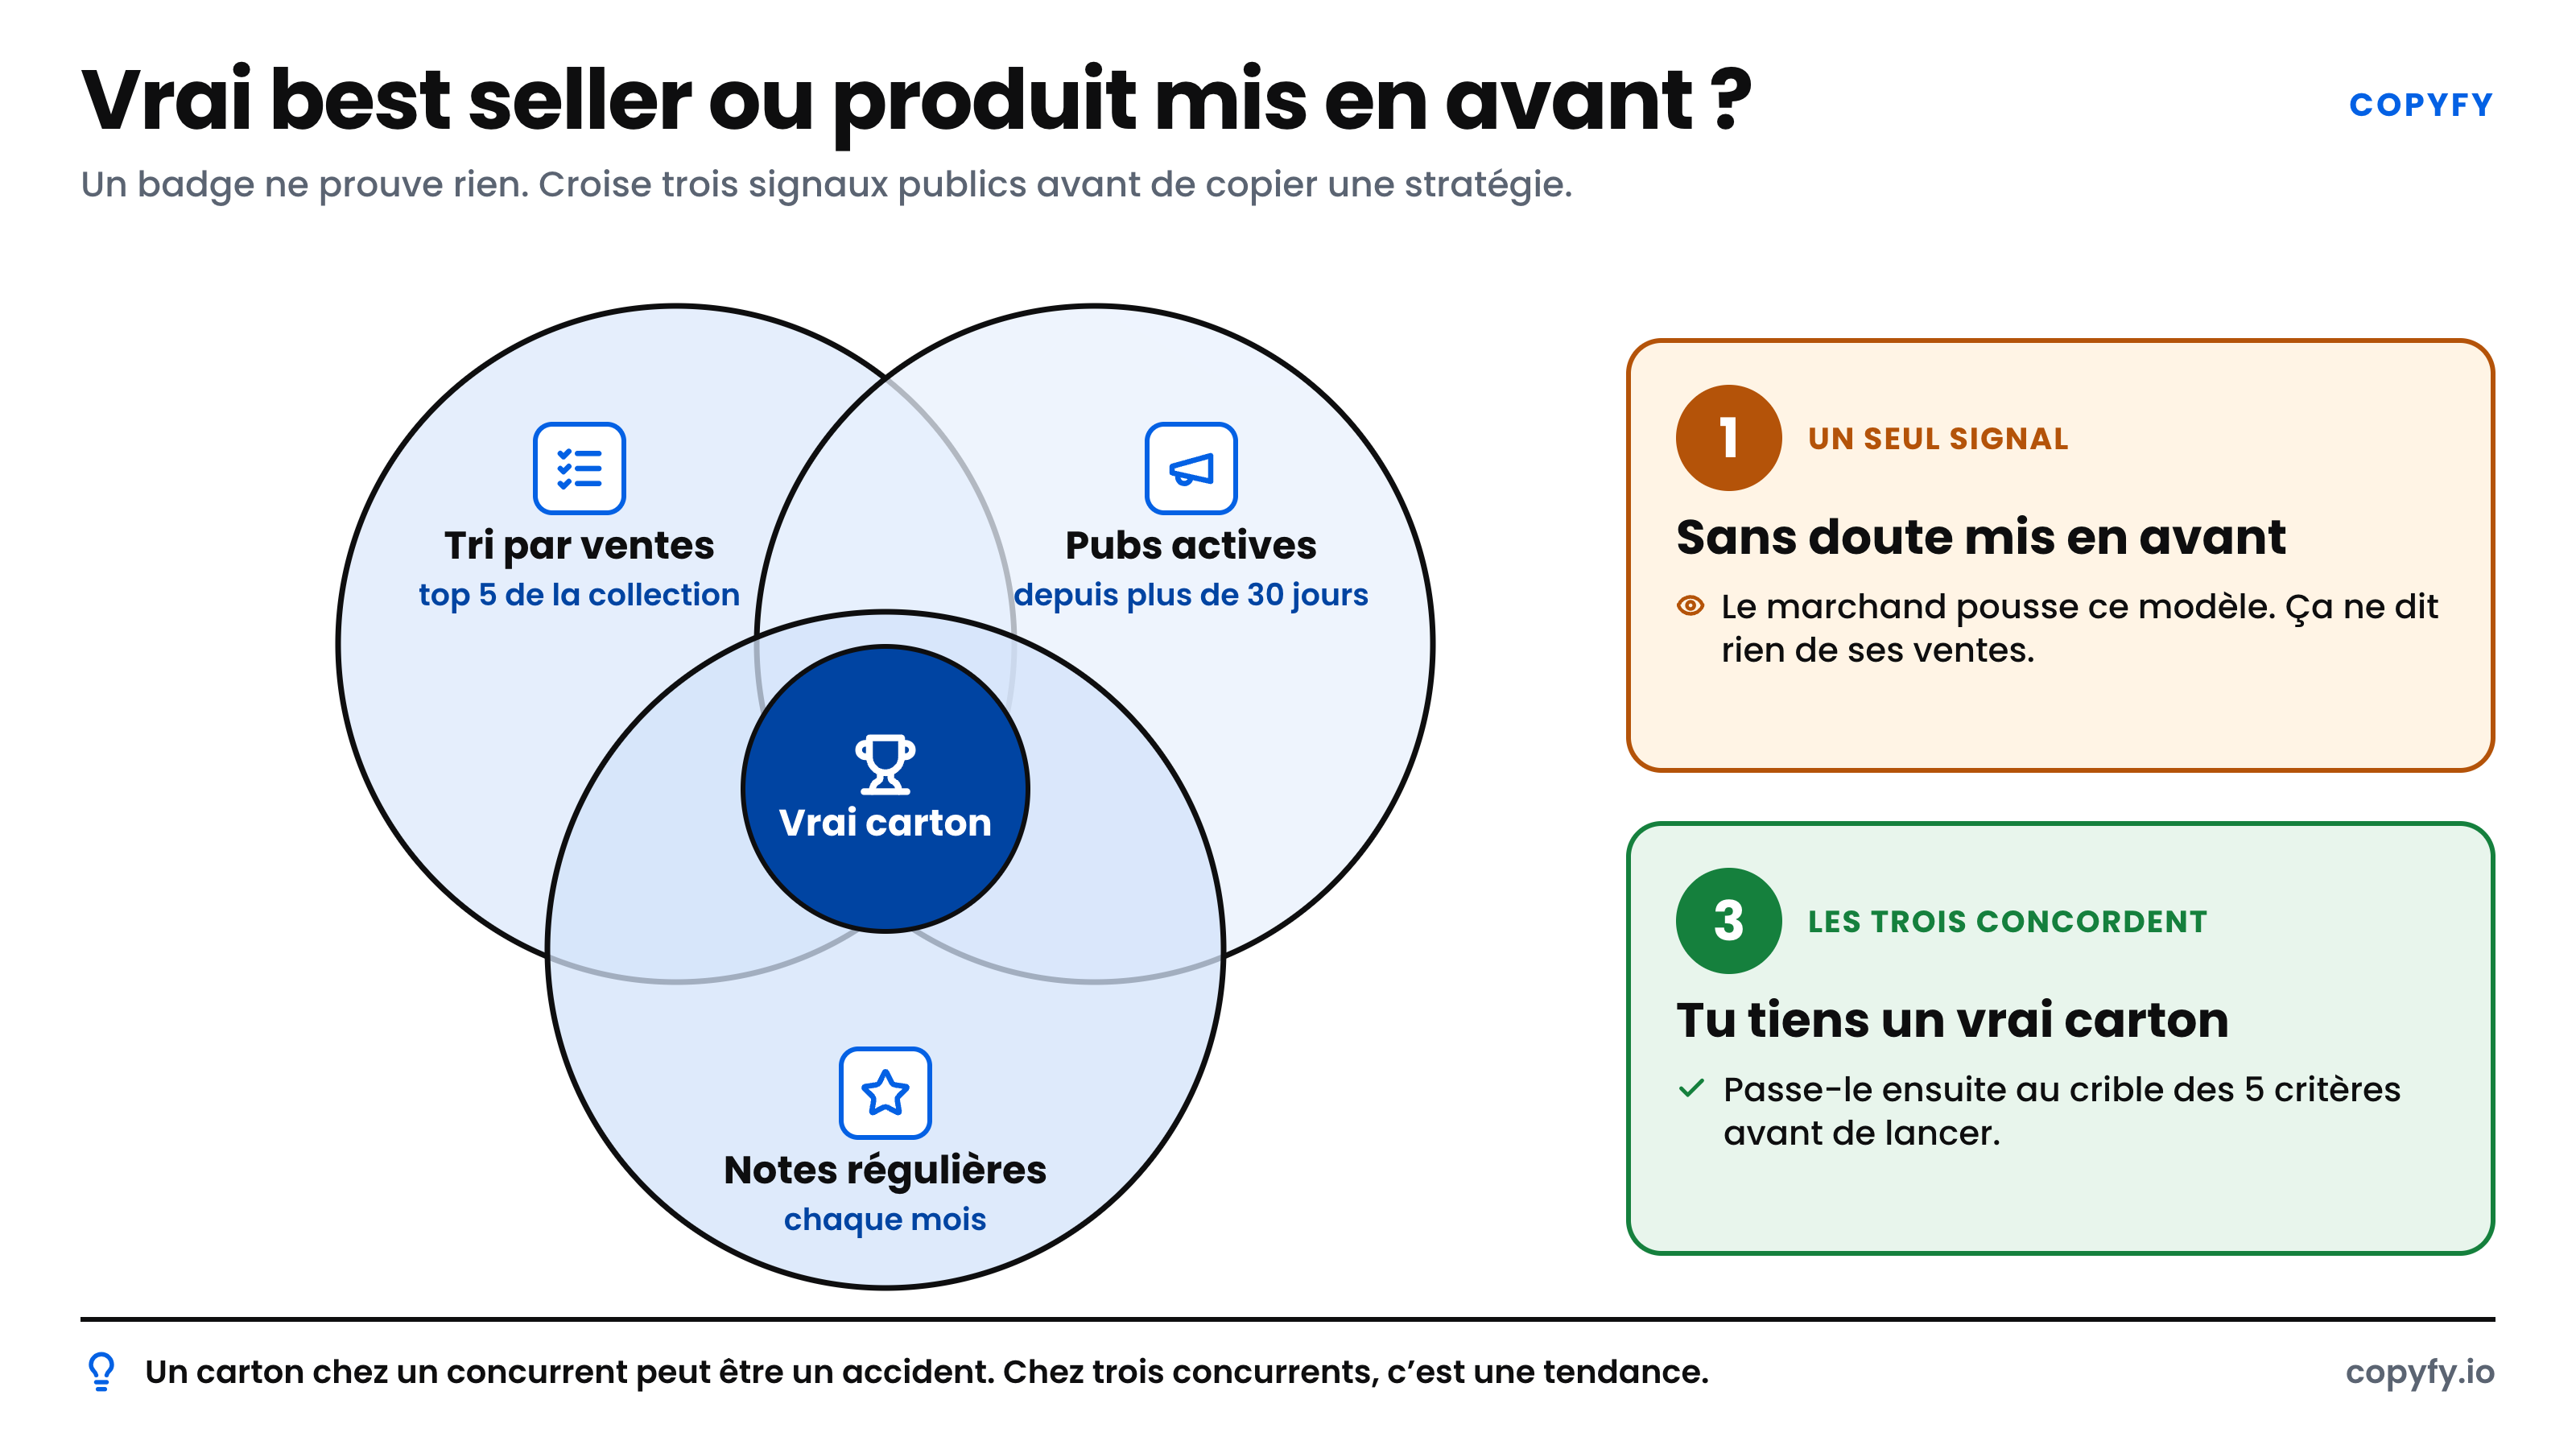 Vrai best seller ou produit mis en avant ?
COPYFY
Un badge ne prouve rien. Croise trois signaux publics avant de copier une stratégie.
Tri par ventes
top 5 de la collection
Pubs actives
depuis plus de 30 jours
Vrai carton
Notes régulières
chaque mois
1
UN SEUL SIGNAL
Sans doute mis en avant
Le marchand pousse ce modèle. Ça ne dit
rien de ses ventes.
3
LES TROIS CONCORDENT
Tu tiens un vrai carton
Passe-le ensuite au crible des 5 critères
avant de lancer.
Un carton chez un concurrent peut être un accident. Chez trois concurrents, c’est une tendance.
copyfy.io